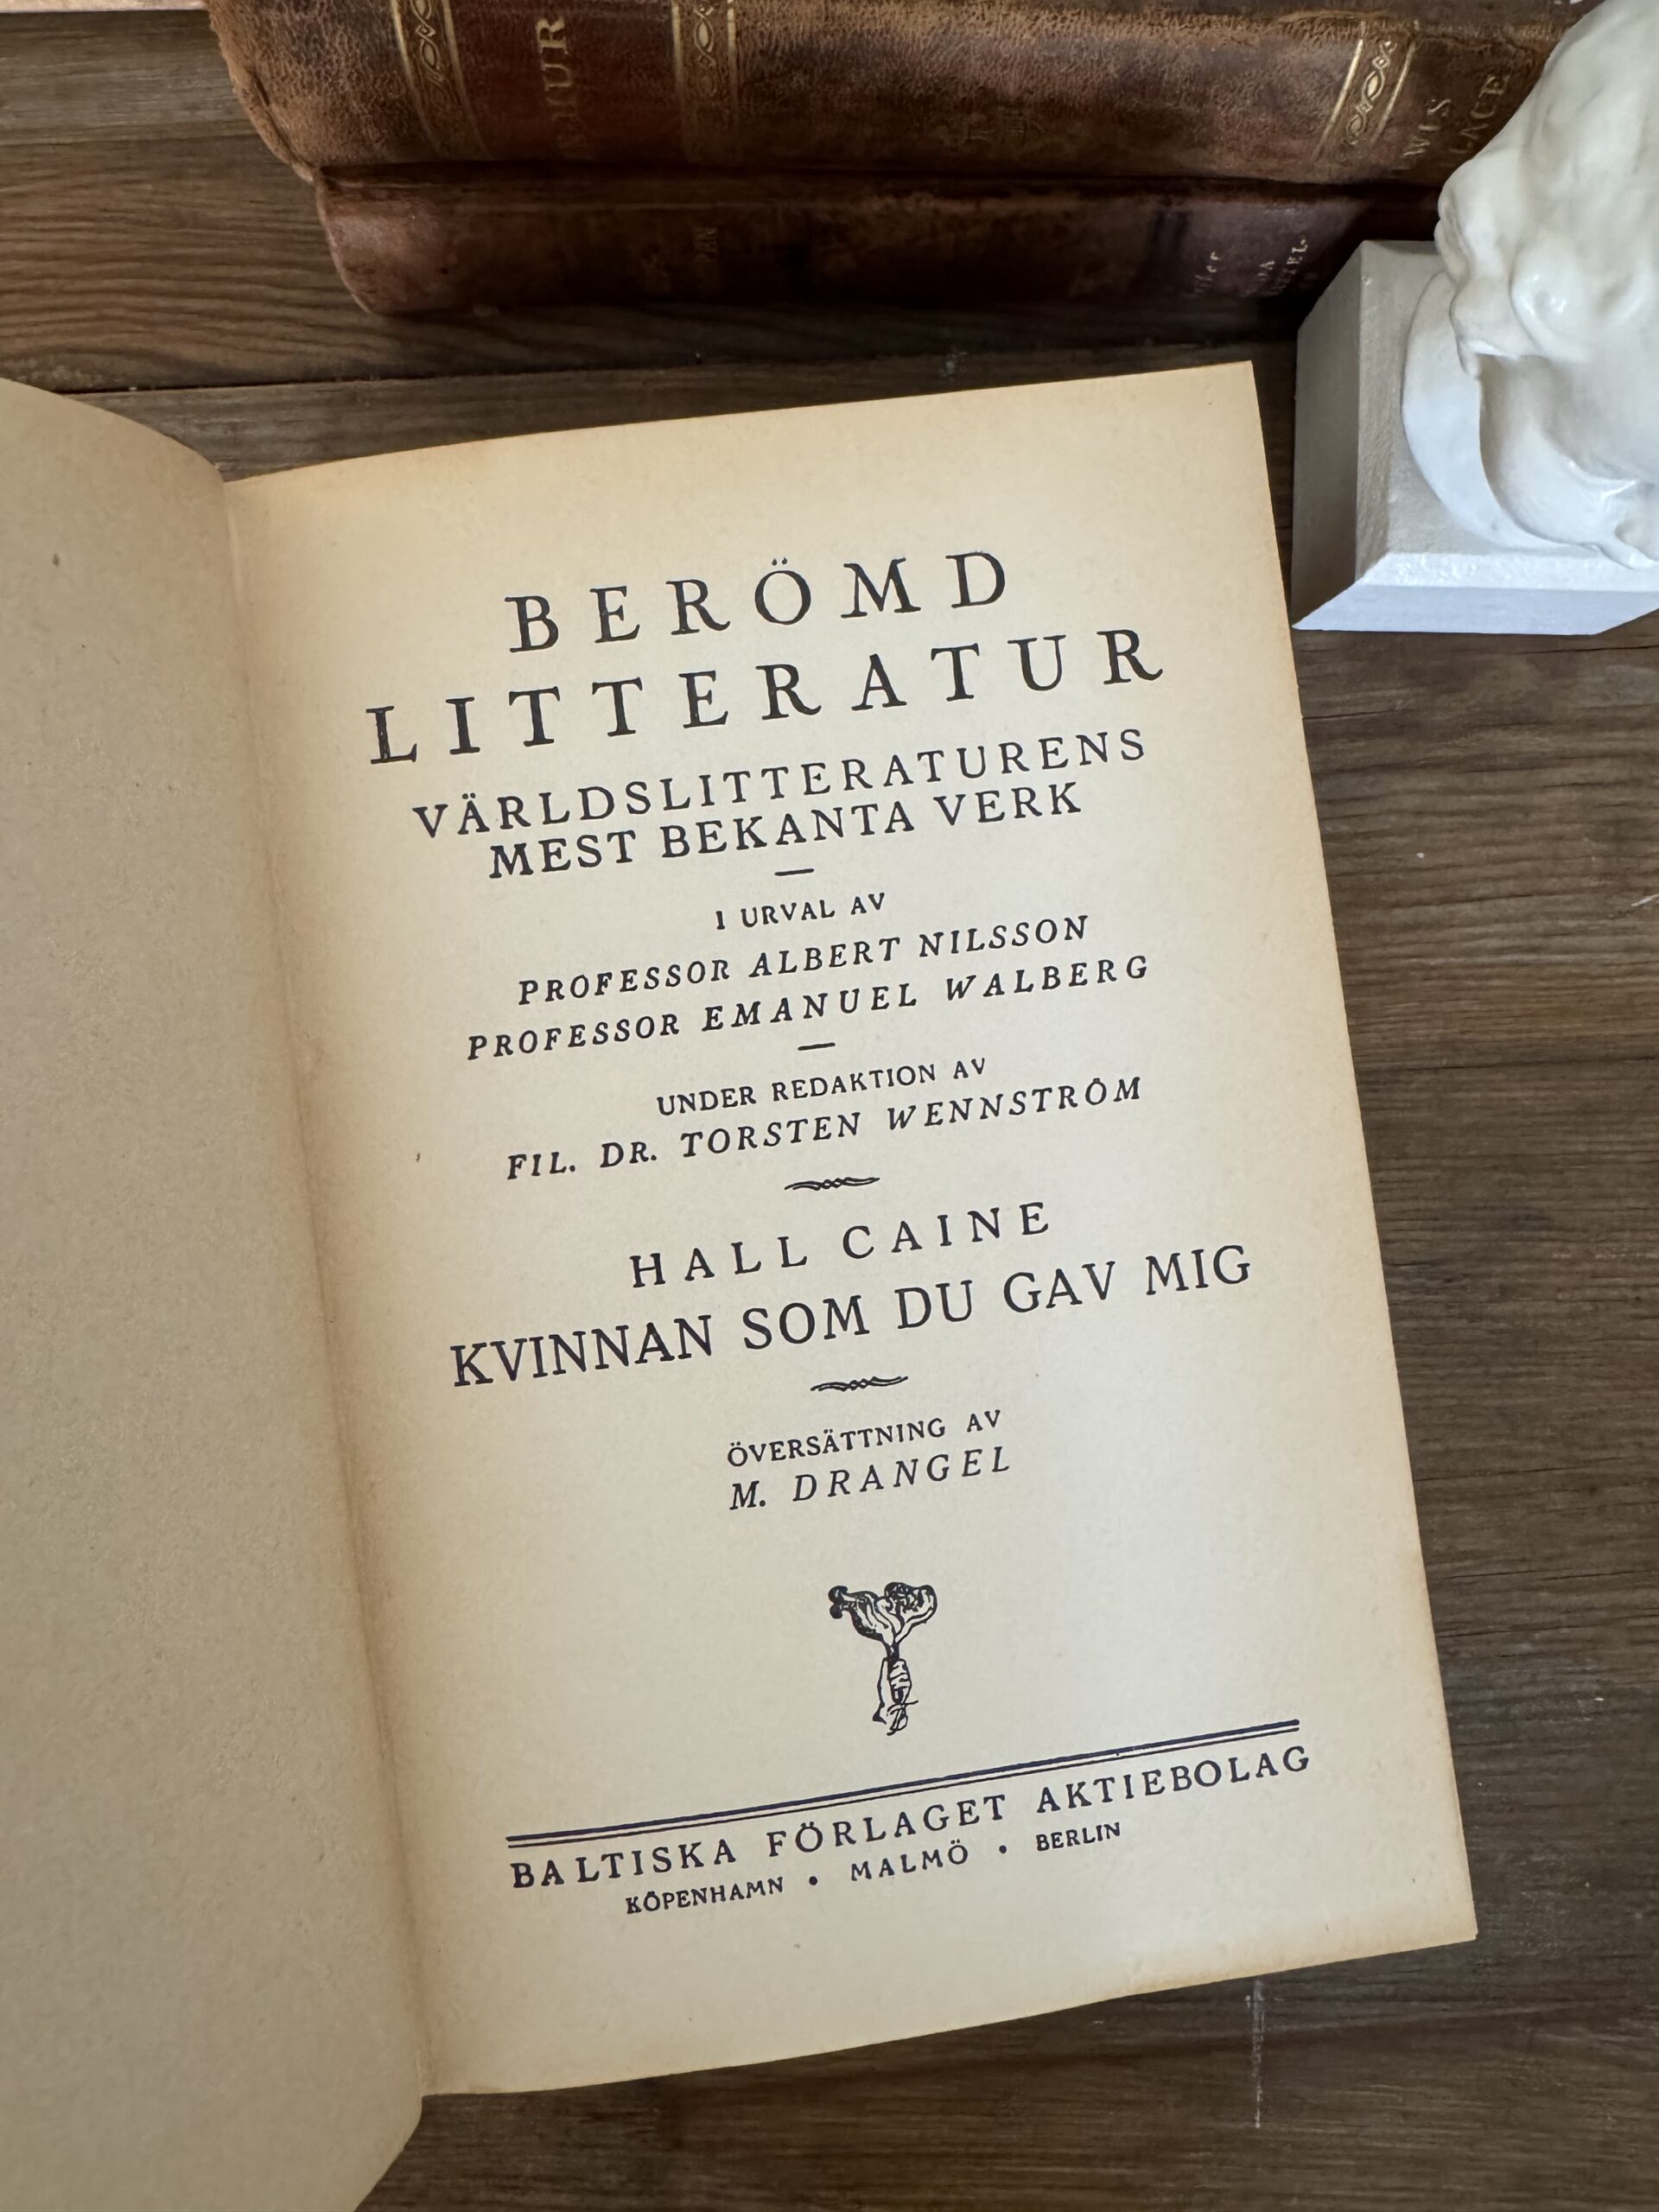 BERÖMD
LITTERATUR
VÄRLDSLITTERATURENS
MEST BEKANTA VERK
I URVAL AV
PROFESSOR ALBERT NILSSON
PROFESSOR EMANUEL WALBERG
UNDER REDAKTION AV
FIL. DR. TORSTEN WENNSTRÖM
HALL CAINE
KVINNAN SOM DU GAV MIG
ÖVERSÄTTNING AV
M. DRANGEL
BALTISKA FÖRLAGET AKTIEBOLAG
KÖPENHAMN • MALMÖ • BERLIN